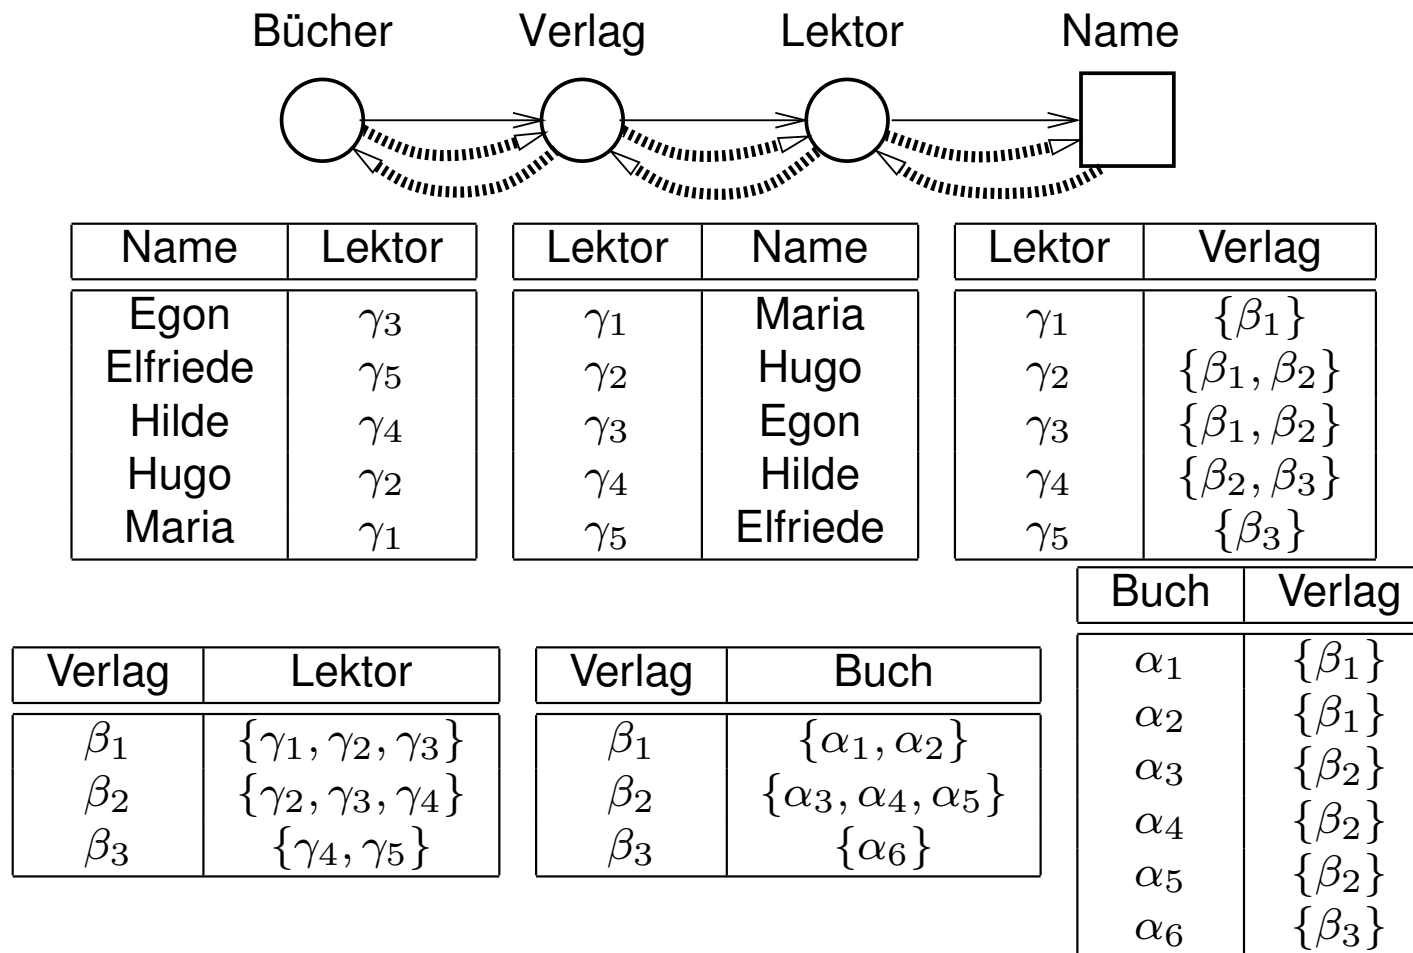 Bücher Verlag Lektor Name
Name Lektor
Egon γ3
Elfriede γ5
Hilde γ4
Hugo γ2
Maria γ1
Lektor Name
γ1 Maria
γ2 Hugo
γ3 Egon
γ4 Hilde
γ5 Elfriede
Lektor Verlag
γ1 {β1}
γ2 {β1, β2}
γ3 {β1, β2}
γ4 {β2, β3}
γ5 {β3}
Verlag Lektor
β1 {γ1, γ2, γ3}
β2 {γ2, γ3, γ4}
β3 {γ4, γ5}
Verlag Buch
β1 {α1, α2}
β2 {α3, α4, α5}
β3 {α6}
Buch Verlag
α1 {β1}
α2 {β1}
α3 {β2}
α4 {β2}
α5 {β2}
α6 {β3}